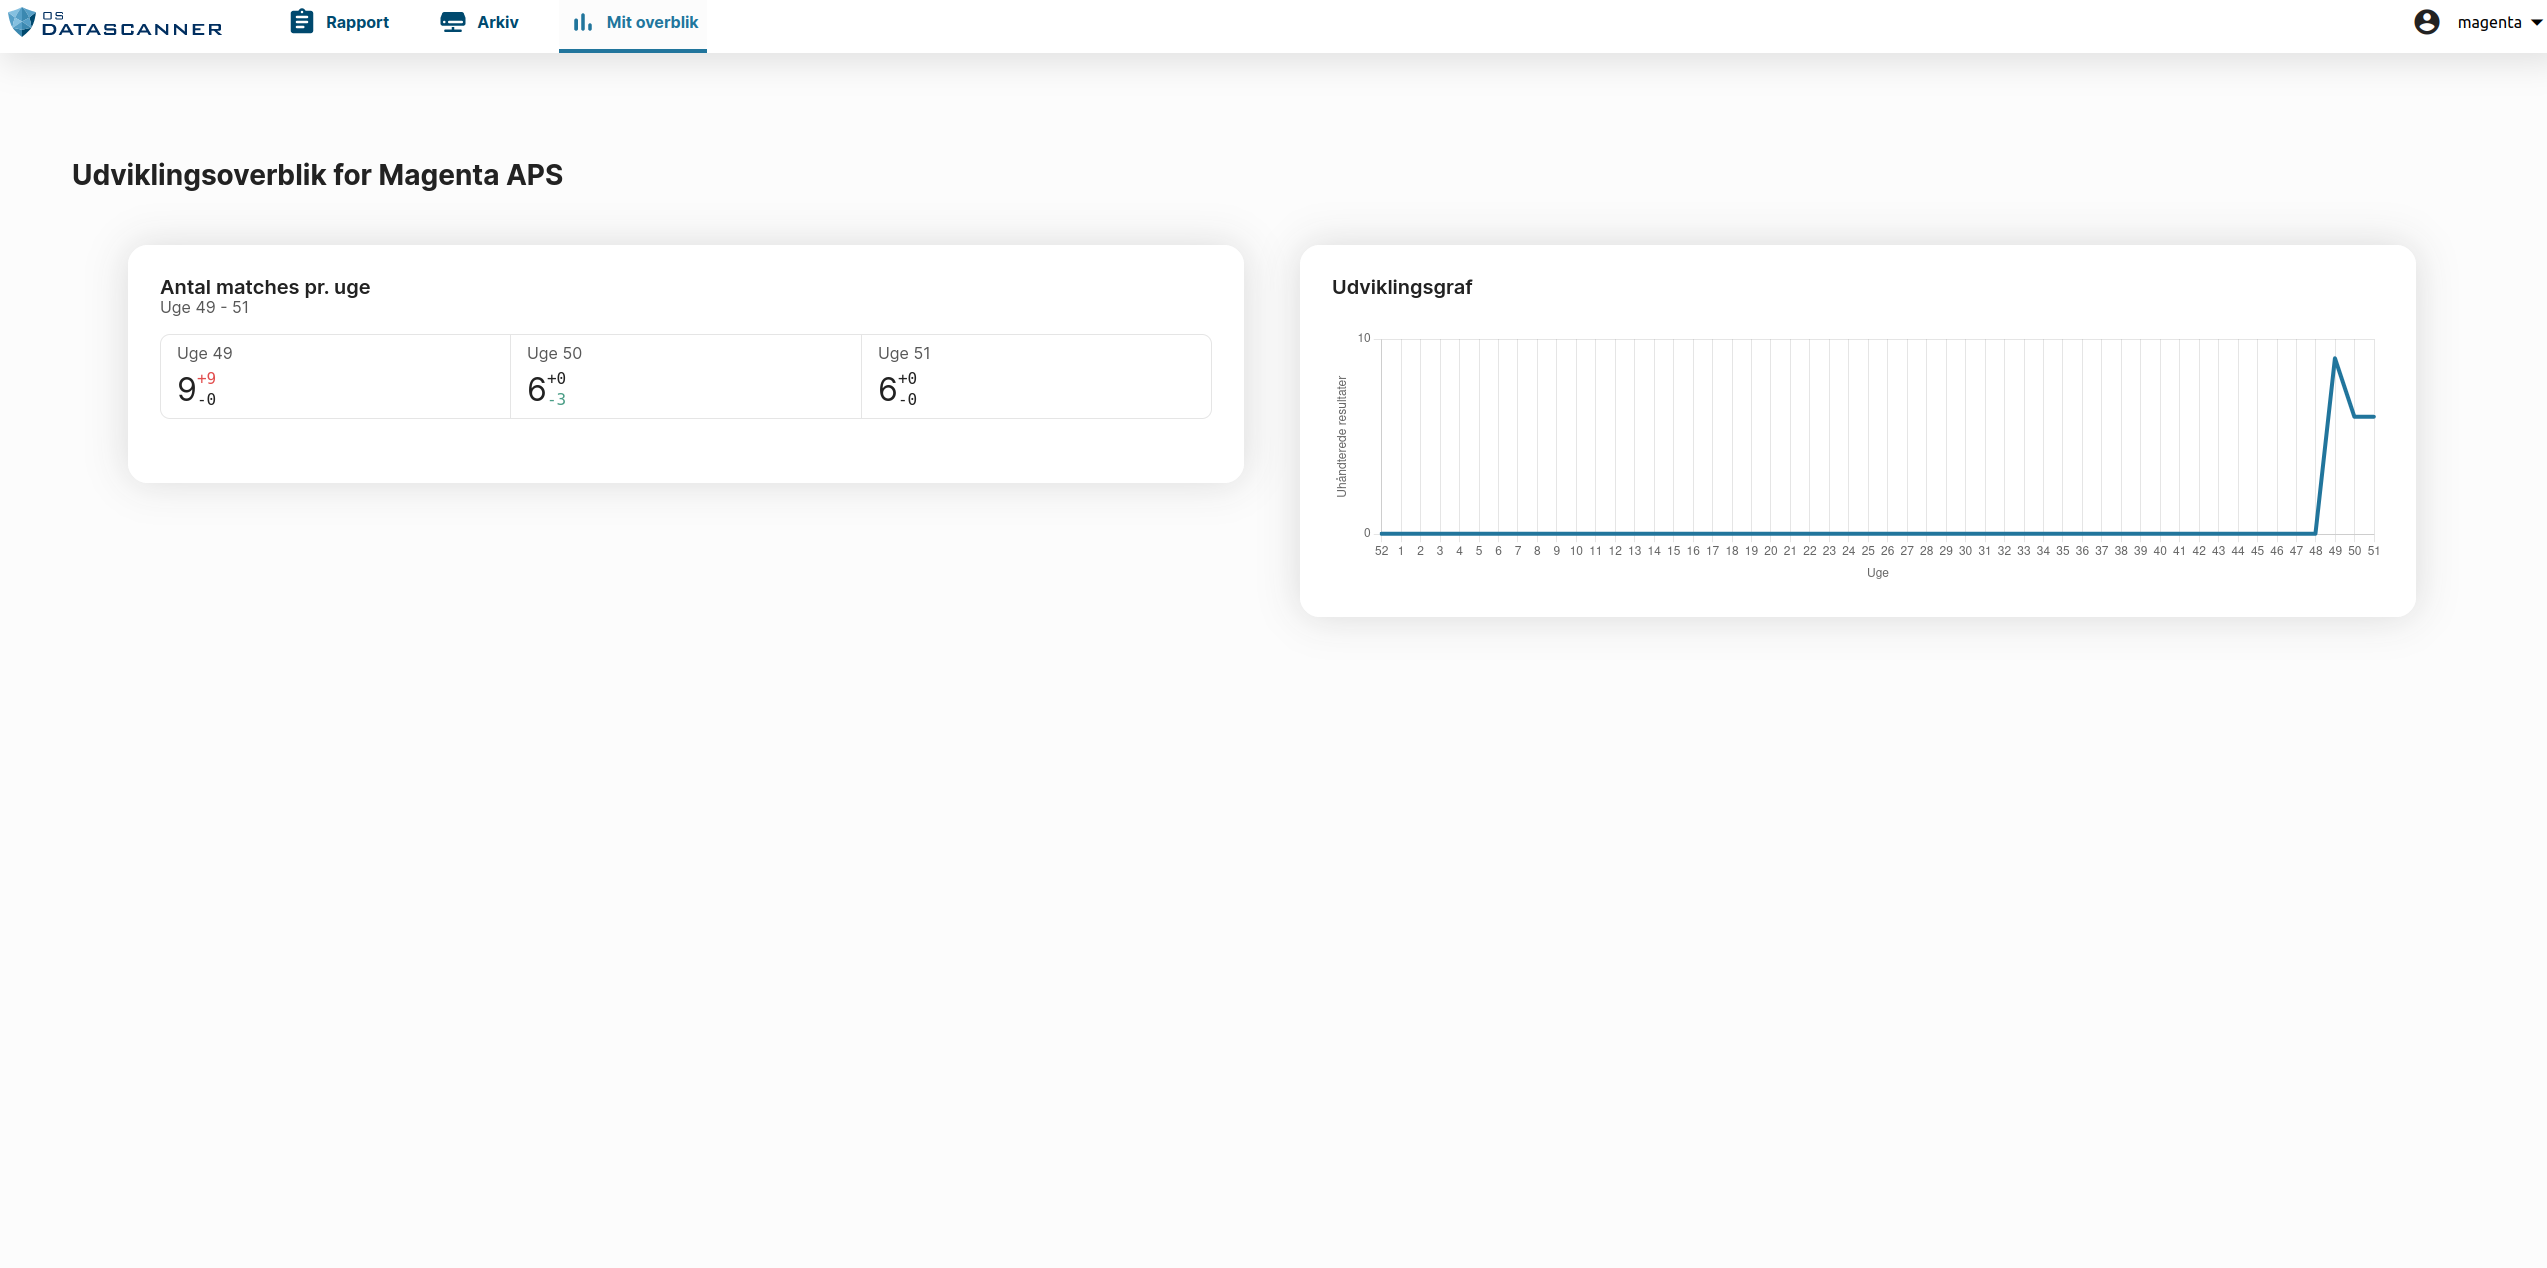 OS
DATASCANNER
Rapport
Arkiv
Mit overblik
magenta
Udviklingsoverblik for Magenta APS
Antal matches pr. uge
Uge 49 - 51
Uge 49
9 +9 -0
Uge 50
6 +0 -3
Uge 51
6 +0 -0
Udviklingsgraf
10
Uhåndterede resultater
0
52 1 2 3 4 5 6 7 8 9 10 11 12 13 14 15 16 17 18 19 20 21 22 23 24 25 26 27 28 29 30 31 32 33 34 35 36 37 38 39 40 41 42 43 44 45 46 47 48 49 50 51
Uge